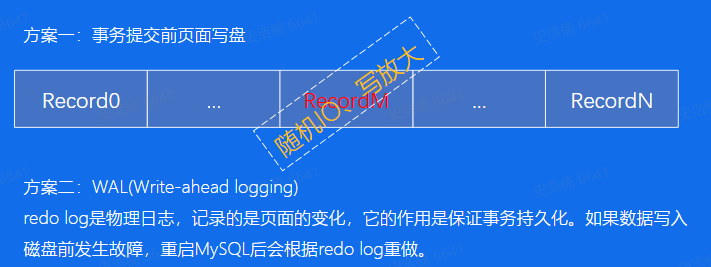 方案一：事务提交前页面写盘
随机IO、写放大
Record0 ... RecordM ... RecordN
方案二：WAL(Write-ahead logging)
redo log是物理日志，记录的是页面的变化，它的作用是保证事务持久化。如果数据写入
磁盘前发生故障，重启MySQL后会根据redo log重做。